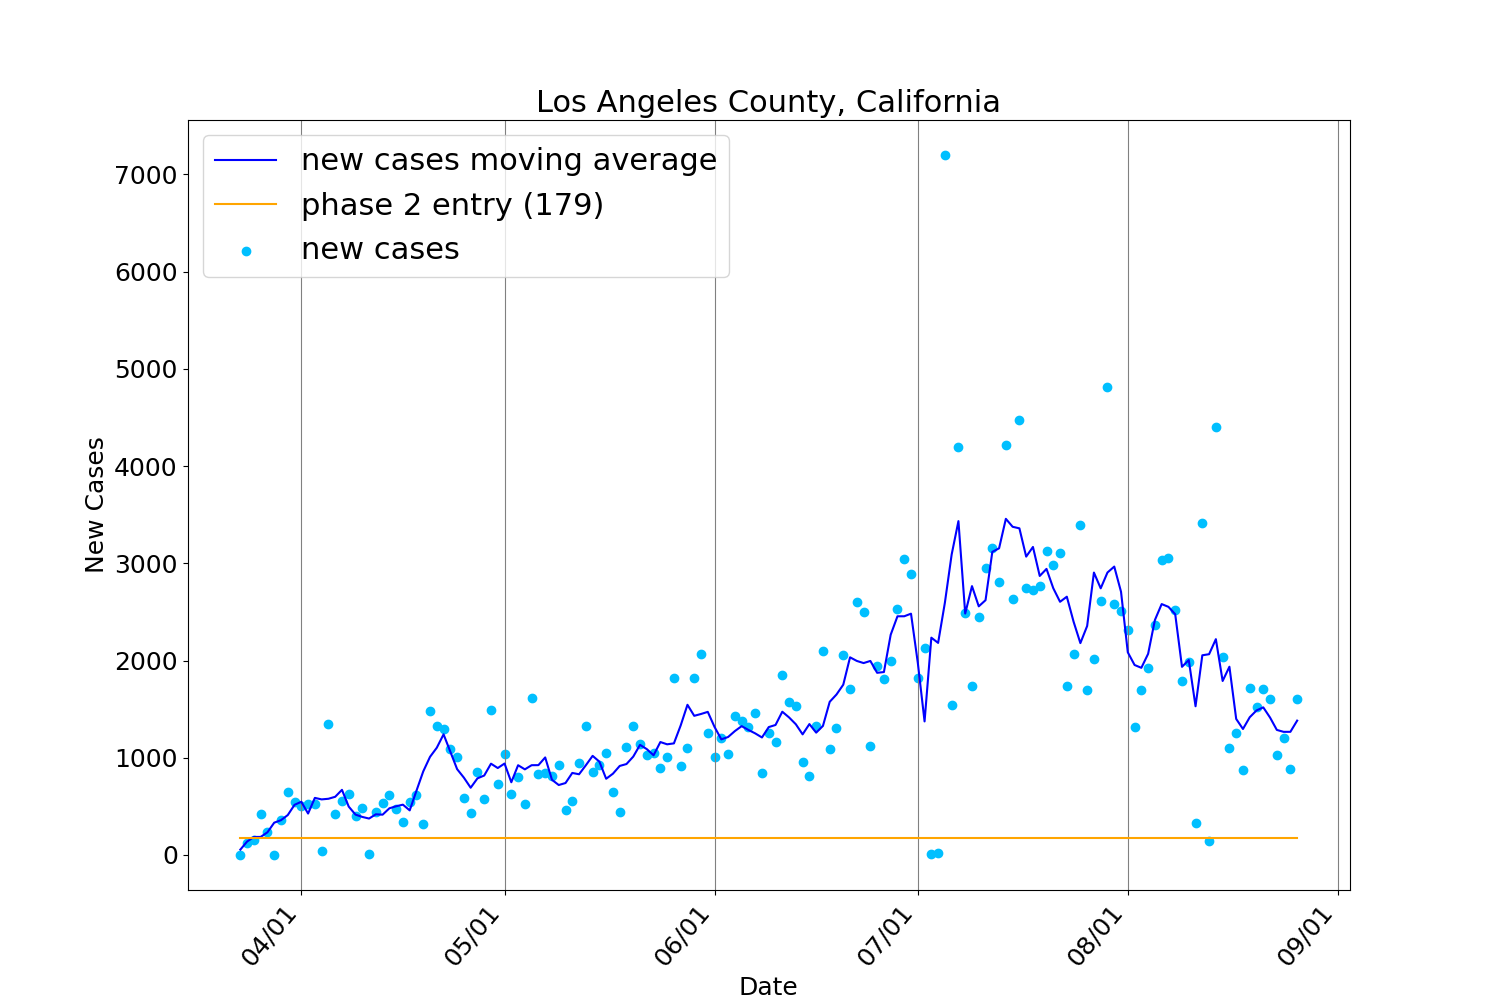 Los Angeles County, California
new cases moving average
phase 2 entry (179)
new cases
7000
6000
5000
4000
3000
2000
1000
0
New Cases
04/01
05/01
06/01
07/01
08/01
09/01
Date